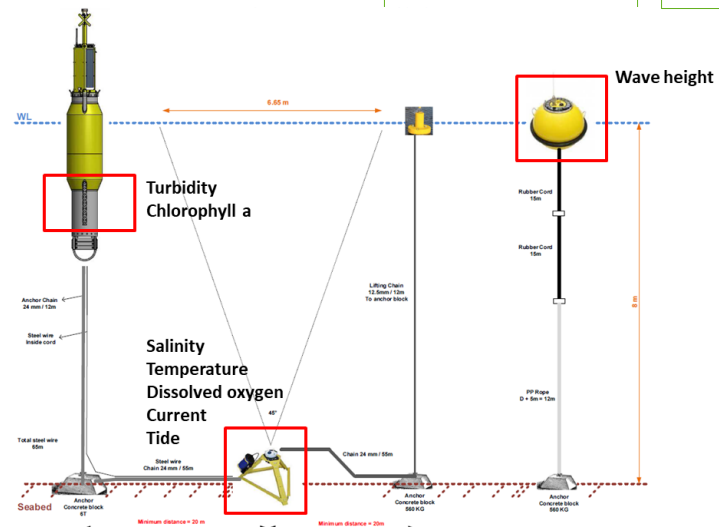 Wave height
6.65 m
WL
Turbidity
Chlorophyll a
Rubber Cord
15m
Rubber Cord
15m
Lifting Chain
12.5mm / 12m
To anchor block
8 m
Anchor Chain
24 mm / 12m
Steel wire
Inside cord
Salinity
Temperature
Dissolved oxygen
Current
Tide
45°
PP Rope
D + 5m = 12m
Total steel wire
65m
Steel wire
Chain 24 mm / 55m
Chain 24 mm / 55m
Seabed
Anchor
Concrete block
6T
Anchor
Concrete block
560 KG
Anchor
Concrete block
560 KG
Minimum distance = 20 m
Minimum distance = 20m